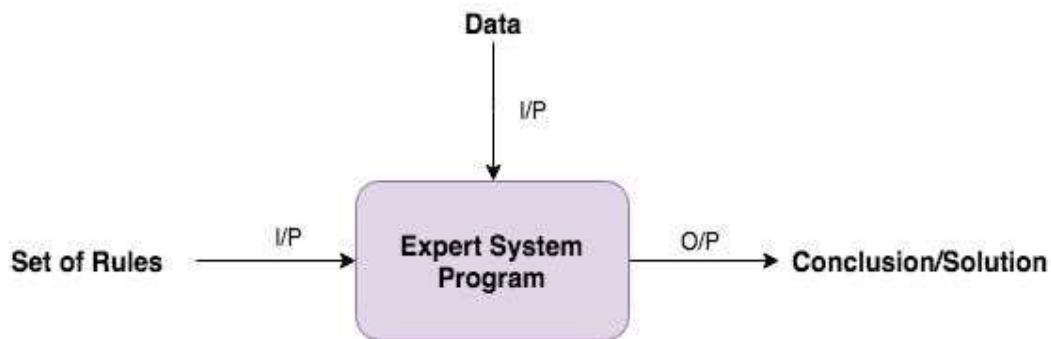 Data
I/P
Set of Rules
I/P
Expert System
Program
O/P
Conclusion/Solution